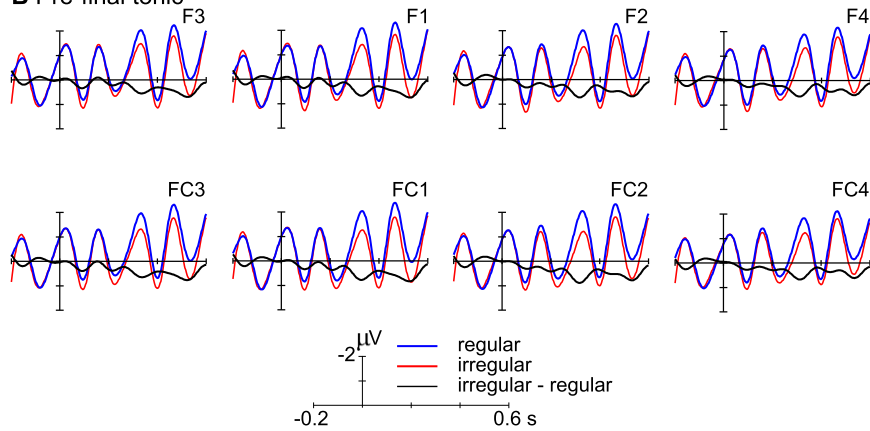 B Pre-final tonic
F3 F1 F2 F4
FC3 FC1 FC2 FC4
µV
-2
regular
irregular
irregular - regular
-0.2 0.6 s